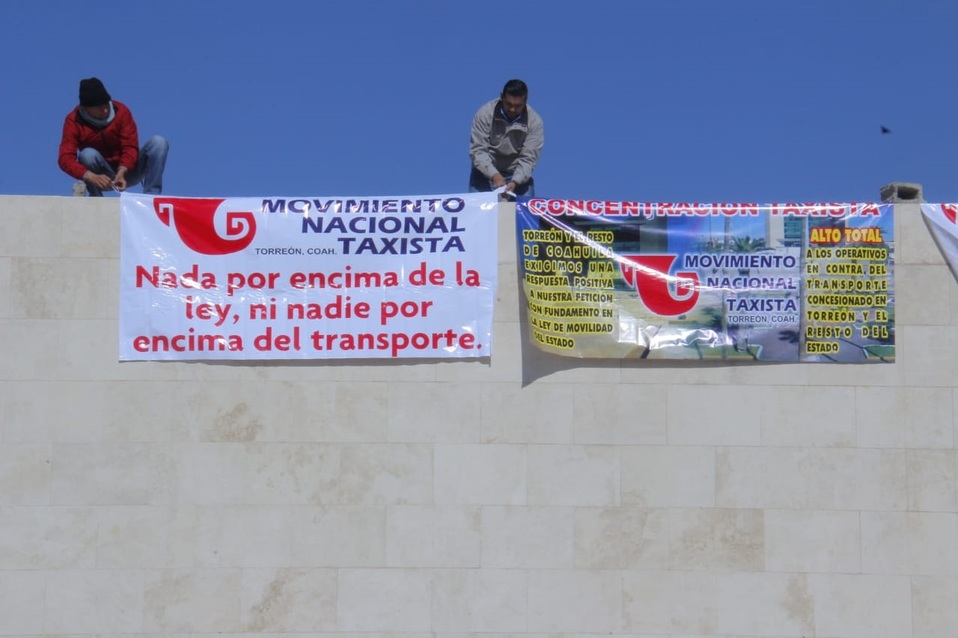 MOVIMIENTO
NACIONAL
TORREÓN, COAH. TAXISTA
Nada por encima de la
ley, ni nadie por
encima del transporte.
CONCENTRACION TAXISTA
TORREÓN Y EL RESTO
DE COAHUILA
EXIGIMOS UNA
RESPUESTA POSITIVA
A NUESTRA PETICION
CON FUNDAMENTO EN
LA LEY DE MOVILIDAD
DEL ESTADO
MOVIMIENTO
NACIONAL
TAXISTA
TORREÓN, COAH.
ALTO TOTAL
A LOS OPERATIVOS
EN CONTRA DEL
TRANSPORTE
CONCESIONADO EN
TORREÓN Y EL
RESTO DEL
ESTADO